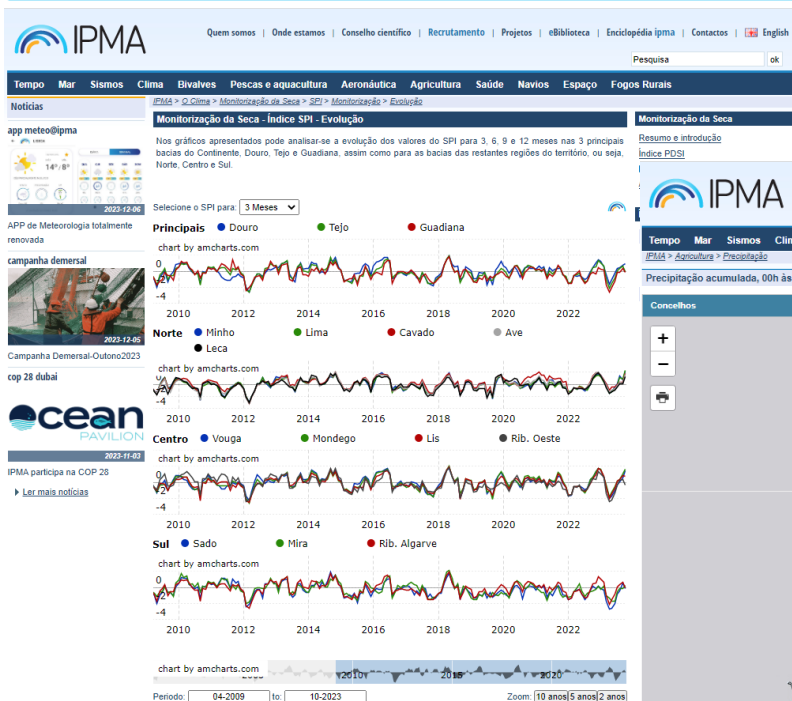 IPMA
Quem somos | Onde estamos | Conselho científico | Recrutamento | Projetos | eBiblioteca | Enciclopédia ipma | Contactos | English
Pesquisa ok
Tempo Mar Sismos Clima Bivalves Pescas e aquacultura Aeronáutica Agricultura Saúde Navios Espaço Fogos Rurais
Notícias
app meteo@ipma
14°/8°
2023-12-06
APP de Meteorologia totalmente
renovada
campanha demersal
2023-12-05
Campanha Demersal-Outono2023
cop 28 dubai
Ocean
PAVILION
2023-11-03
IPMA participa na COP 28
Ler mais notícias
IPMA > O Clima > Monitorização da Seca > SPI > Monitorização > Evolução
Monitorização da Seca - Índice SPI - Evolução
Nos gráficos apresentados pode analisar-se a evolução dos valores do SPI para 3, 6, 9 e 12 meses nas 3 principais
bacias do Continente, Douro, Tejo e Guadiana, assim como para as bacias das restantes regiões do território, ou seja,
Norte, Centro e Sul.
Selecione o SPI para: 3 Meses
Principais Douro Tejo Guadiana
chart by amcharts.com
0
-2
-4
2010 2012 2014 2016 2018 2020 2022
Norte Minho Lima Cavado Ave
Leca
chart by amcharts.com
-4
2010 2012 2014 2016 2018 2020 2022
Centro Vouga Mondego Lis Rib. Oeste
chart by amcharts.com
0
-2
-4
2010 2012 2014 2016 2018 2020 2022
Sul Sado Mira Rib. Algarve
chart by amcharts.com
0
-2
-4
2010 2012 2014 2016 2018 2020 2022
chart by amcharts.com
2005 2010 2015 2020
Periodo: 04-2009 to: 10-2023 Zoom: 10 anos 5 anos 2 anos
Monitorização da Seca
Resumo e introdução
Índice PDSI
IPMA
Tempo Mar Sismos Clim
IPMA > Agricultura > Precipitação
Precipitação acumulada, 00h às
Concelhos
+
−